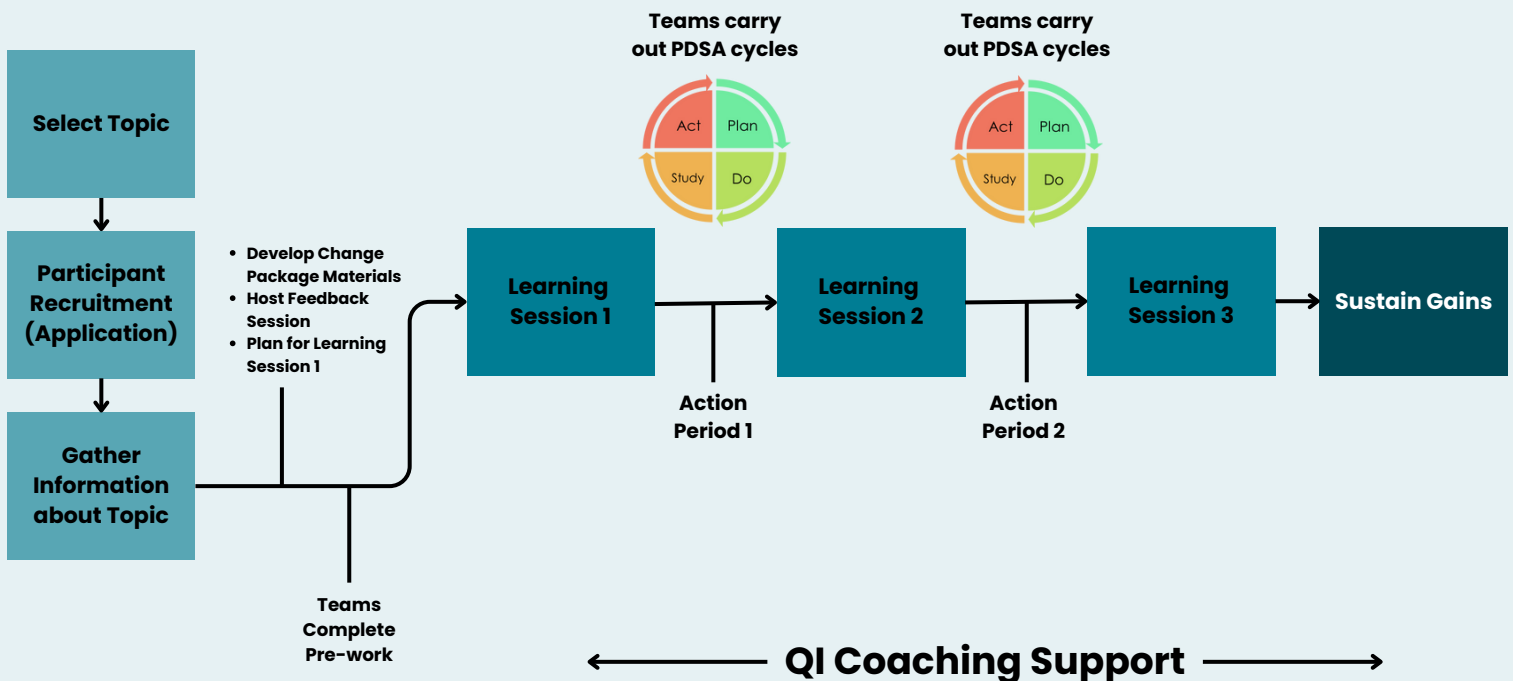 Teams carry
out PDSA cycles
Act
Plan
Study
Do
Teams carry
out PDSA cycles
Act
Plan
Study
Do
Select Topic
Participant
Recruitment
(Application)
Gather
Information
about Topic
• Develop Change
Package Materials
• Host Feedback
Session
• Plan for Learning
Session 1
Teams
Complete
Pre-work
Learning
Session 1
Action
Period 1
Learning
Session 2
Action
Period 2
Learning
Session 3
Sustain Gains
QI Coaching Support